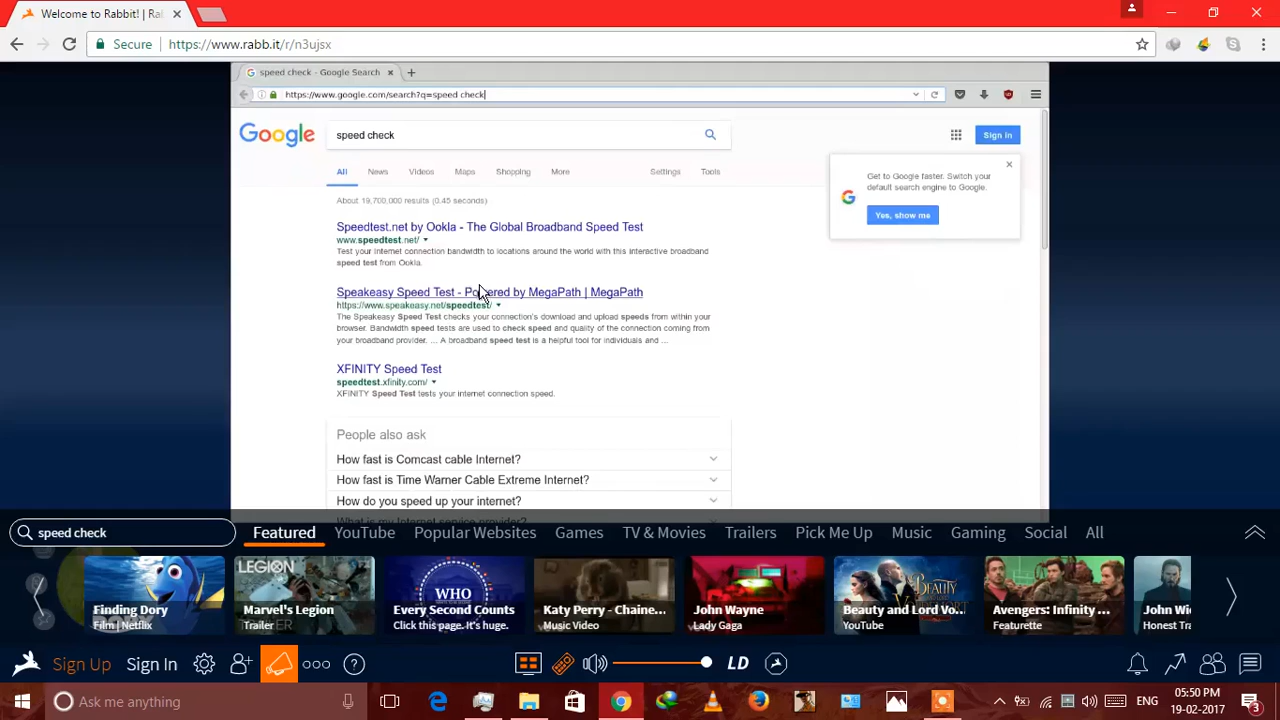 Welcome to Rabbit! | Ral
Secure https://www.rabb.it/r/n3ujsx
speed check - Google Search
https://www.google.com/search?q=speed check
Google
speed check
Sign in
All News Videos Maps Shopping More Settings Tools
Get to Google faster. Switch your
default search engine to Google.
Yes, show me
About 19,700,000 results (0.45 seconds)
Speedtest.net by Ookla - The Global Broadband Speed Test
www.speedtest.net/
Test your Internet connection bandwidth to locations around the world with this interactive broadband
speed test from Ookla.
Speakeasy Speed Test - Powered by MegaPath | MegaPath
https://www.speakeasy.net/speedtest/
The Speakeasy Speed Test checks your connection's download and upload speeds from within your
browser. Bandwidth speed tests are used to check speed and quality of the connection coming from
your broadband provider. ... A broadband speed test is a helpful tool for individuals and ...
XFINITY Speed Test
speedtest.xfinity.com/
XFINITY Speed Test tests your internet connection speed.
People also ask
How fast is Comcast cable Internet?
How fast is Time Warner Cable Extreme Internet?
How do you speed up your internet?
What is my Internet service provider?
speed check
Featured YouTube Popular Websites Games TV & Movies Trailers Pick Me Up Music Gaming Social All
LEGION
WHO
Finding Dory
Film | Netflix
Marvel's Legion
Trailer
Every Second Counts
Click this page. It's huge.
Katy Perry - Chaine...
Music Video
John Wayne
Lady Gaga
Beauty and Lord Vo...
YouTube
Avengers: Infinity ...
Featurette
John Wi
Honest Tra
Sign Up Sign In LD
Ask me anything
ENG
05:50 PM
19-02-2017
3